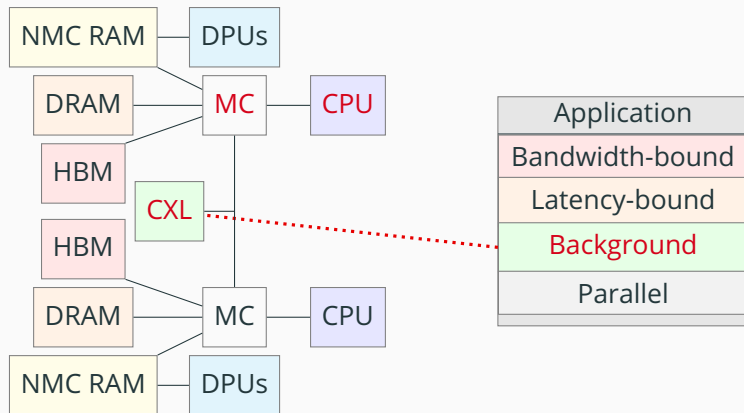 NMC RAM
DPUs
DRAM
MC
CPU
HBM
CXL
HBM
DRAM
MC
CPU
NMC RAM
DPUs
Application
Bandwidth-bound
Latency-bound
Background
Parallel